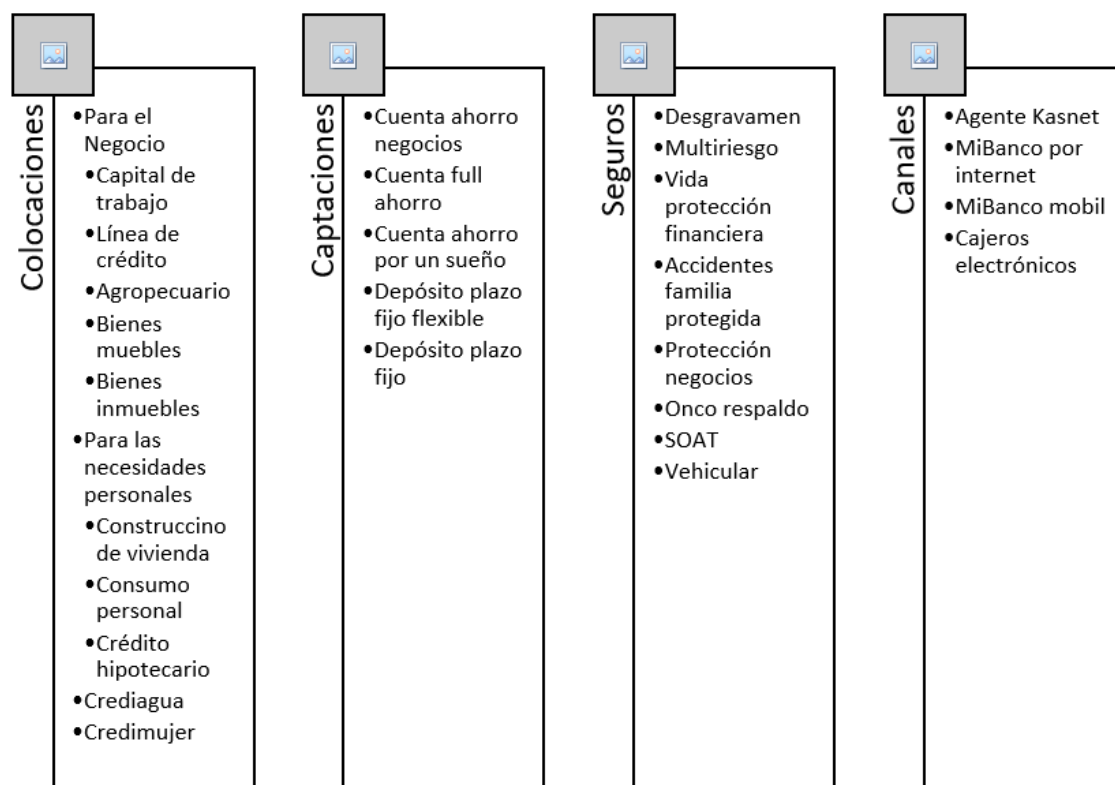 Colocaciones
•Para el
Negocio
•Capital de
trabajo
•Línea de
crédito
•Agropecuario
•Bienes
muebles
•Bienes
inmuebles
•Para las
necesidades
personales
•Construccino
de vivienda
•Consumo
personal
•Crédito
hipotecario
•Crediagua
•Credimujer
Captaciones
•Cuenta ahorro
negocios
•Cuenta full
ahorro
•Cuenta ahorro
por un sueño
•Depósito plazo
fijo flexible
•Depósito plazo
fijo
Seguros
•Desgravamen
•Multiriesgo
•Vida
protección
financiera
•Accidentes
familia
protegida
•Protección
negocios
•Onco respaldo
•SOAT
•Vehicular
Canales
•Agente Kasnet
•MiBanco por
internet
•MiBanco mobil
•Cajeros
electrónicos